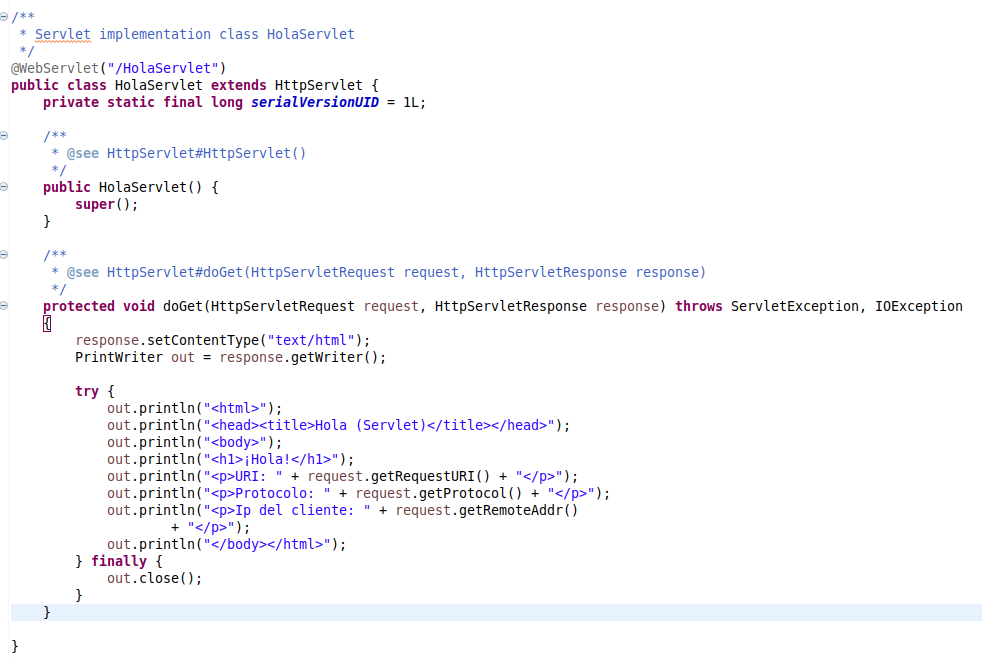 /**
 * Servlet implementation class HolaServlet
 */
@WebServlet("/HolaServlet")
public class HolaServlet extends HttpServlet {
    private static final long serialVersionUID = 1L;

    /**
     * @see HttpServlet#HttpServlet()
     */
    public HolaServlet() {
        super();
    }

    /**
     * @see HttpServlet#doGet(HttpServletRequest request, HttpServletResponse response)
     */
    protected void doGet(HttpServletRequest request, HttpServletResponse response) throws ServletException, IOException
    {
        response.setContentType("text/html");
        PrintWriter out = response.getWriter();

        try {
            out.println("<html>");
            out.println("<head><title>Hola (Servlet)</title></head>");
            out.println("<body>");
            out.println("<h1>¡Hola!</h1>");
            out.println("<p>URI: " + request.getRequestURI() + "</p>");
            out.println("<p>Protocolo: " + request.getProtocol() + "</p>");
            out.println("<p>Ip del cliente: " + request.getRemoteAddr()
                    + "</p>");
            out.println("</body></html>");
        } finally {
            out.close();
        }
    }

}